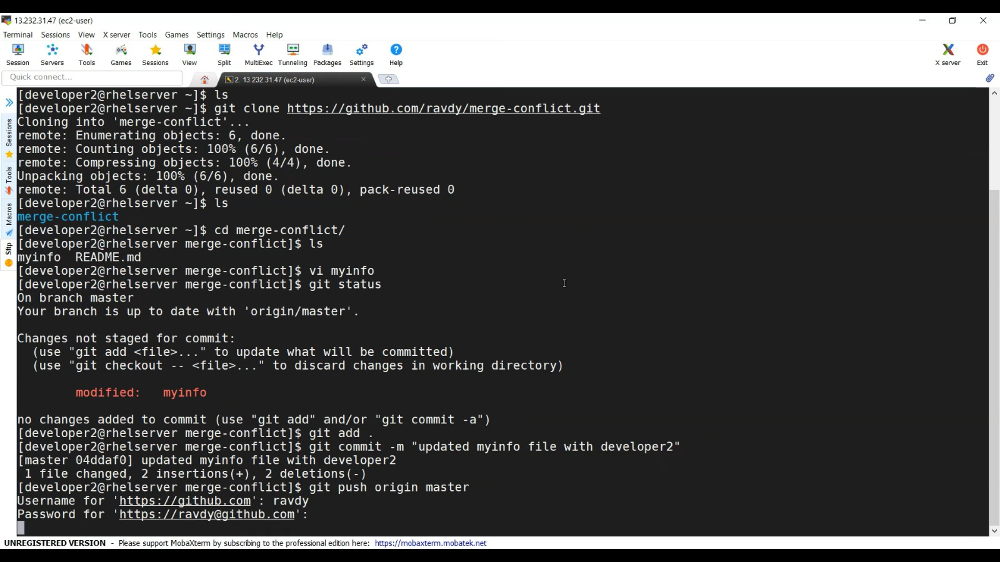 13.232.31.47 (ec2-user)
Terminal Sessions View X server Tools Games Settings Macros Help
Session Servers Tools Games Sessions View Split MultiExec Tunneling Packages Settings Help X server Exit
Quick connect...
2. 13.232.31.47 (ec2-user)
Sessions
Tools
Macros
Sftp
[developer2@rhelserver ~]$ ls
[developer2@rhelserver ~]$ git clone https://github.com/ravdy/merge-conflict.git
Cloning into 'merge-conflict'...
remote: Enumerating objects: 6, done.
remote: Counting objects: 100% (6/6), done.
remote: Compressing objects: 100% (4/4), done.
Unpacking objects: 100% (6/6), done.
remote: Total 6 (delta 0), reused 0 (delta 0), pack-reused 0
[developer2@rhelserver ~]$ ls
merge-conflict
[developer2@rhelserver ~]$ cd merge-conflict/
[developer2@rhelserver merge-conflict]$ ls
myinfo  README.md
[developer2@rhelserver merge-conflict]$ vi myinfo
[developer2@rhelserver merge-conflict]$ git status
On branch master
Your branch is up to date with 'origin/master'.
Changes not staged for commit:
  (use "git add <file>..." to update what will be committed)
  (use "git checkout -- <file>..." to discard changes in working directory)
        modified:   myinfo
no changes added to commit (use "git add" and/or "git commit -a")
[developer2@rhelserver merge-conflict]$ git add .
[developer2@rhelserver merge-conflict]$ git commit -m "updated myinfo file with developer2"
[master 04ddaf0] updated myinfo file with developer2
 1 file changed, 2 insertions(+), 2 deletions(-)
[developer2@rhelserver merge-conflict]$ git push origin master
Username for 'https://github.com': ravdy
Password for 'https://ravdy@github.com':
UNREGISTERED VERSION - Please support MobaXterm by subscribing to the professional edition here: https://mobaxterm.mobatek.net